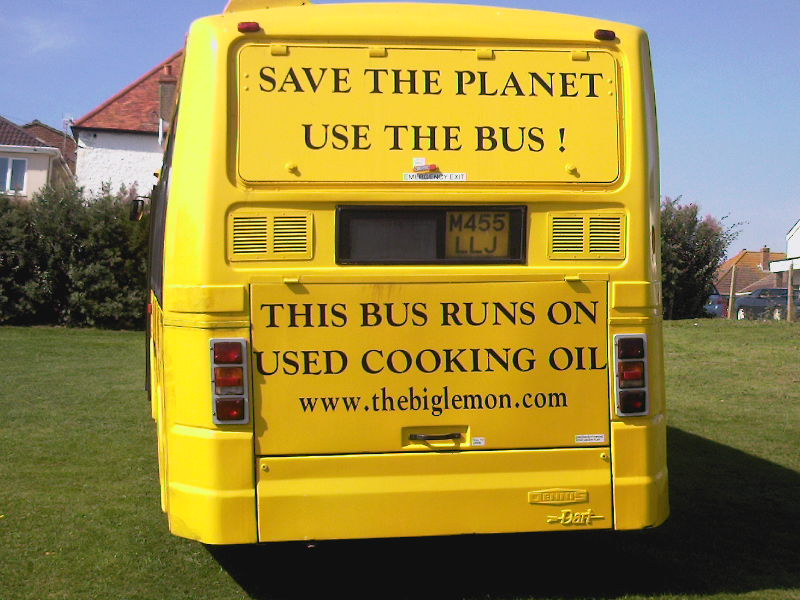 SAVE THE PLANET
USE THE BUS !
EMERGENCY EXIT
M455
LLJ
THIS BUS RUNS ON
USED COOKING OIL
www.thebiglemon.com
Dart